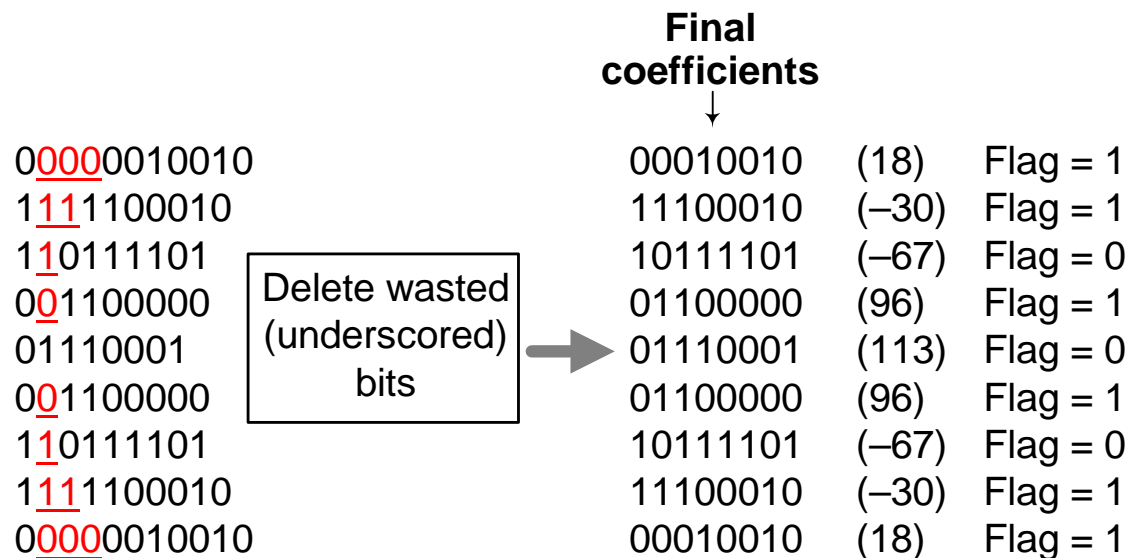 Final
coefficients
↓
00000010010 00010010 (18) Flag = 1
1111100010 11100010 (–30) Flag = 1
110111101 10111101 (–67) Flag = 0
001100000 01100000 (96) Flag = 1
01110001 01110001 (113) Flag = 0
001100000 01100000 (96) Flag = 1
110111101 10111101 (–67) Flag = 0
1111100010 11100010 (–30) Flag = 1
00000010010 00010010 (18) Flag = 1
Delete wasted
(underscored)
bits